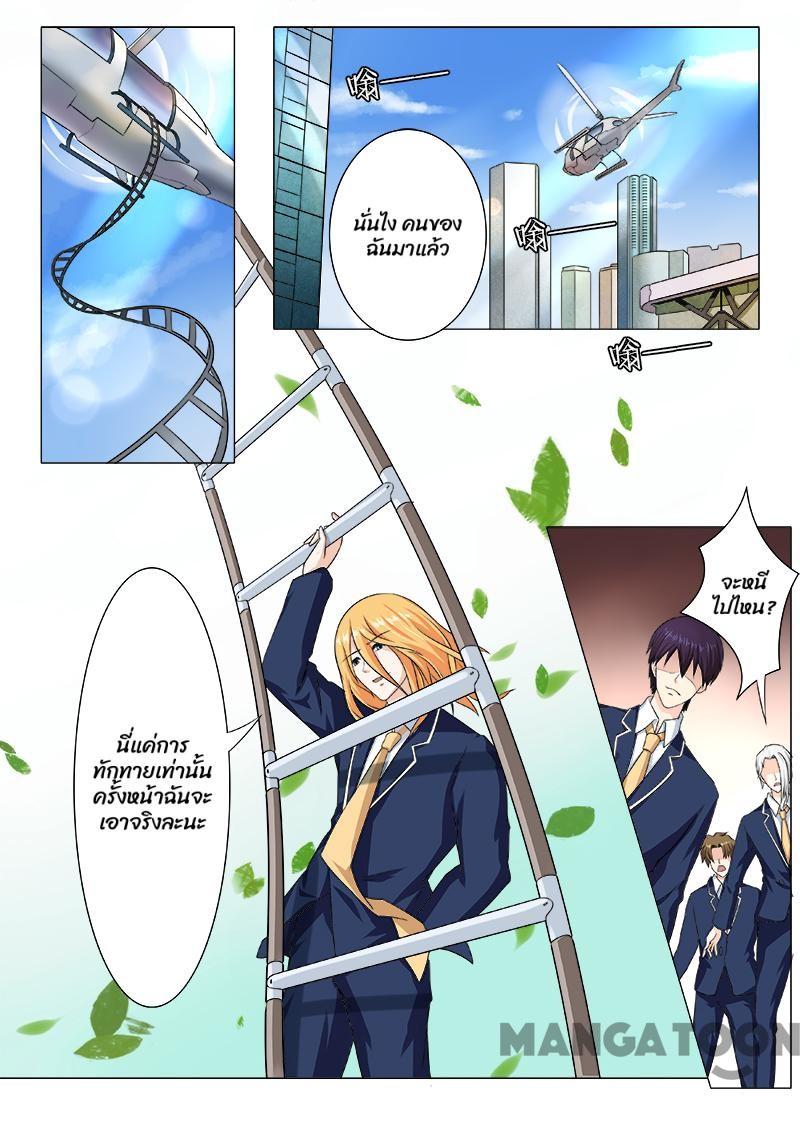 嗡——
นั่นไง คนของ
ฉันมาแล้ว
嗡——
嗡——
จะหนี
ไปไหน?
นี่แค่การ
ทักทายเท่านั้น
ครั้งหน้าฉันจะ
เอาจริงละนะ
MANGATOON